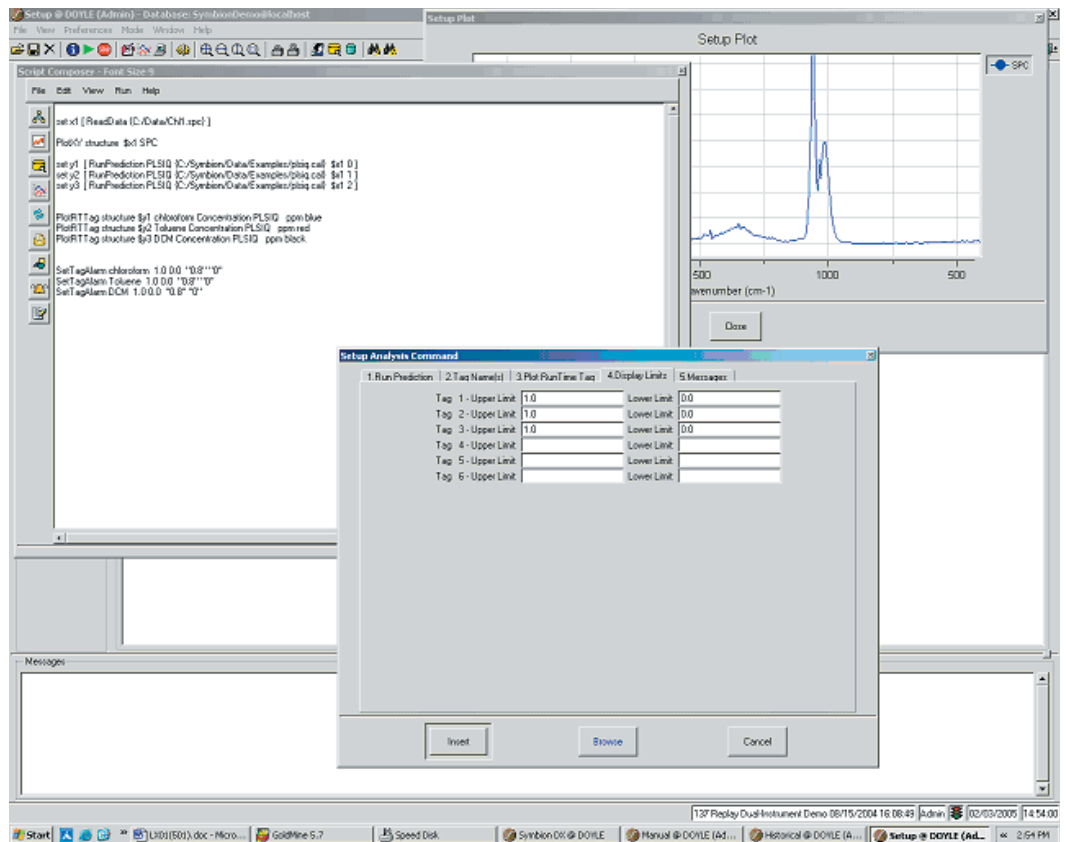 Setup @ DOYLE (Admin) - Database: SymbionDemo@localhost
File View Preferences Mode Window Help
Setup Plot
Setup Plot
SPC
500 1000 500
avenumber (cm-1)
Close
Script Composer - Font Size 9
File Edit View Run Help
set x1 [ ReadData {C:/Data/Chl1.spc} ]
PlotXY structure $x1 SPC
set y1 [ RunPrediction PLSIQ {C:/Symbion/Data/Examples/plsiq.cal} $x1 0 ]
set y2 [ RunPrediction PLSIQ {C:/Symbion/Data/Examples/plsiq.cal} $x1 1 ]
set y3 [ RunPrediction PLSIQ {C:/Symbion/Data/Examples/plsiq.cal} $x1 2 ]
PlotRTTag structure $y1 chloroform Concentration PLSIQ ppm blue
PlotRTTag structure $y2 Toluene Concentration PLSIQ ppm red
PlotRTTag structure $y3 DCM Concentration PLSIQ ppm black
SetTagAlarm chloroform 1.0 0.0 "0.8" "0"
SetTagAlarm Toluene 1.0 0.0 "0.8" "0"
SetTagAlarm DCM 1.0 0.0 "0.8" "0"
Setup Analysis Command
1.Run Prediction 2.Tag Name(s) 3.Plot RunTime Tag 4.Display Limits 5.Messages
Tag 1 - Upper Limit 1.0 Lower Limit 0.0
Tag 2 - Upper Limit 1.0 Lower Limit 0.0
Tag 3 - Upper Limit 1.0 Lower Limit 0.0
Tag 4 - Upper Limit Lower Limit
Tag 5 - Upper Limit Lower Limit
Tag 6 - Upper Limit Lower Limit
Insert Browse Cancel
Messages
137 Replay Dual-Instrument Demo 08/15/2004 16:08:49 Admin 02/03/2005 14:54:00
Start LX01(501).doc - Micro... GoldMine 5.7 Speed Disk Symbion DX @ DOYLE Manual @ DOYLE (Ad... Historical @ DOYLE (A... Setup @ DOYLE (Ad... 2:54 PM